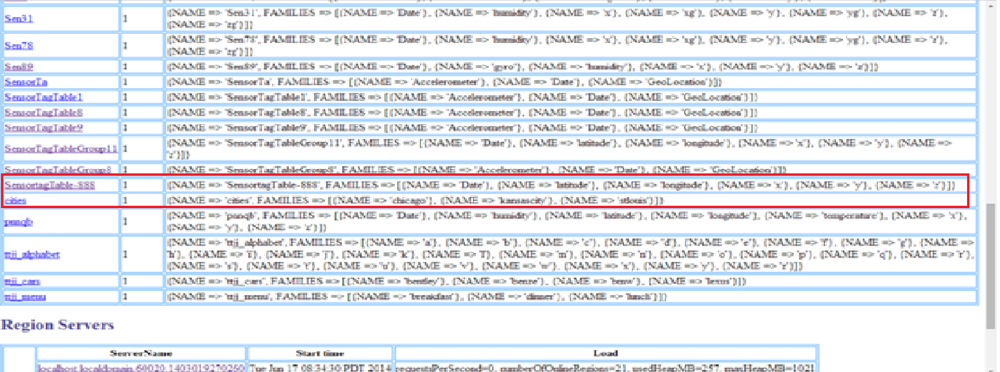 Sen31 1 {NAME => 'Sen31', FAMILIES => [{NAME => 'Date'}, {NAME => 'humidity'}, {NAME => 'x'}, {NAME => 'xg'}, {NAME => 'y'}, {NAME => 'yg'}, {NAME => 'z'},
{NAME => 'zg'}]}
Sen78 1 {NAME => 'Sen78', FAMILIES => [{NAME => 'Date'}, {NAME => 'humidity'}, {NAME => 'x'}, {NAME => 'xg'}, {NAME => 'y'}, {NAME => 'yg'}, {NAME => 'z'},
{NAME => 'zg'}]}
Sen89 1 {NAME => 'Sen89', FAMILIES => [{NAME => 'Date'}, {NAME => 'gyro'}, {NAME => 'humidity'}, {NAME => 'x'}, {NAME => 'y'}, {NAME => 'z'}]}
SensorTa 1 {NAME => 'SensorTa', FAMILIES => [{NAME => 'Accelerometer'}, {NAME => 'Date'}, {NAME => 'GeoLocation'}]}
SensorTagTable1 1 {NAME => 'SensorTagTable1', FAMILIES => [{NAME => 'Accelerometer'}, {NAME => 'Date'}, {NAME => 'GeoLocation'}]}
SensorTagTable8 1 {NAME => 'SensorTagTable8', FAMILIES => [{NAME => 'Accelerometer'}, {NAME => 'Date'}, {NAME => 'GeoLocation'}]}
SensorTagTable9 1 {NAME => 'SensorTagTable9', FAMILIES => [{NAME => 'Accelerometer'}, {NAME => 'Date'}, {NAME => 'GeoLocation'}]}
SensorTagTableGroup11 1 {NAME => 'SensorTagTableGroup11', FAMILIES => [{NAME => 'Date'}, {NAME => 'latitude'}, {NAME => 'longitude'}, {NAME => 'x'}, {NAME => 'y'}, {NAME =>
'z'}]}
SensorTagTableGroup8 1 {NAME => 'SensorTagTableGroup8', FAMILIES => [{NAME => 'Accelerometer'}, {NAME => 'Date'}, {NAME => 'GeoLocation'}]}
SensortagTable-888 1 {NAME => 'SensortagTable-888', FAMILIES => [{NAME => 'Date'}, {NAME => 'latitude'}, {NAME => 'longitude'}, {NAME => 'x'}, {NAME => 'y'}, {NAME => 'z'}]}
cities 1 {NAME => 'cities', FAMILIES => [{NAME => 'chicago'}, {NAME => 'kansascity'}, {NAME => 'stlouis'}]}
1 {NAME => FAMILIES => [{NAME => 'Date'}, {NAME => 'humidity'}, {NAME => 'latitude'}, {NAME => 'longitude'}, {NAME => 'temperature'}, {NAME => 'x'},
{NAME => 'y'}, {NAME => 'z'}]}
ttjj_alphabet 1 {NAME => 'ttjj_alphabet', FAMILIES => [{NAME => 'a'}, {NAME => 'b'}, {NAME => 'c'}, {NAME => 'd'}, {NAME => 'e'}, {NAME => 'f'}, {NAME => 'g'}, {NAME =>
'h'}, {NAME => 'i'}, {NAME => 'j'}, {NAME => 'k'}, {NAME => 'l'}, {NAME => 'm'}, {NAME => 'n'}, {NAME => 'o'}, {NAME => 'p'}, {NAME => 'q'}, {NAME => 'r'},
{NAME => 's'}, {NAME => 't'}, {NAME => 'u'}, {NAME => 'v'}, {NAME => 'w'}, {NAME => 'x'}, {NAME => 'y'}, {NAME => 'z'}]}
ttjj_cars 1 {NAME => 'ttjj_cars', FAMILIES => [{NAME => 'bentley'}, {NAME => 'benze'}, {NAME => 'bmw'}, {NAME => 'lexus'}]}
ttjj_menu 1 {NAME => 'ttjj_menu', FAMILIES => [{NAME => 'breakfast'}, {NAME => 'dinner'}, {NAME => 'lunch'}]}
Region Servers
ServerName Start time Load
localhost.localdomain,60020,1403019270260 Tue Jun 17 08:34:30 PDT 2014 requestsPerSecond=0, numberOfOnlineRegions=21, usedHeapMB=257, maxHeapMB=1021